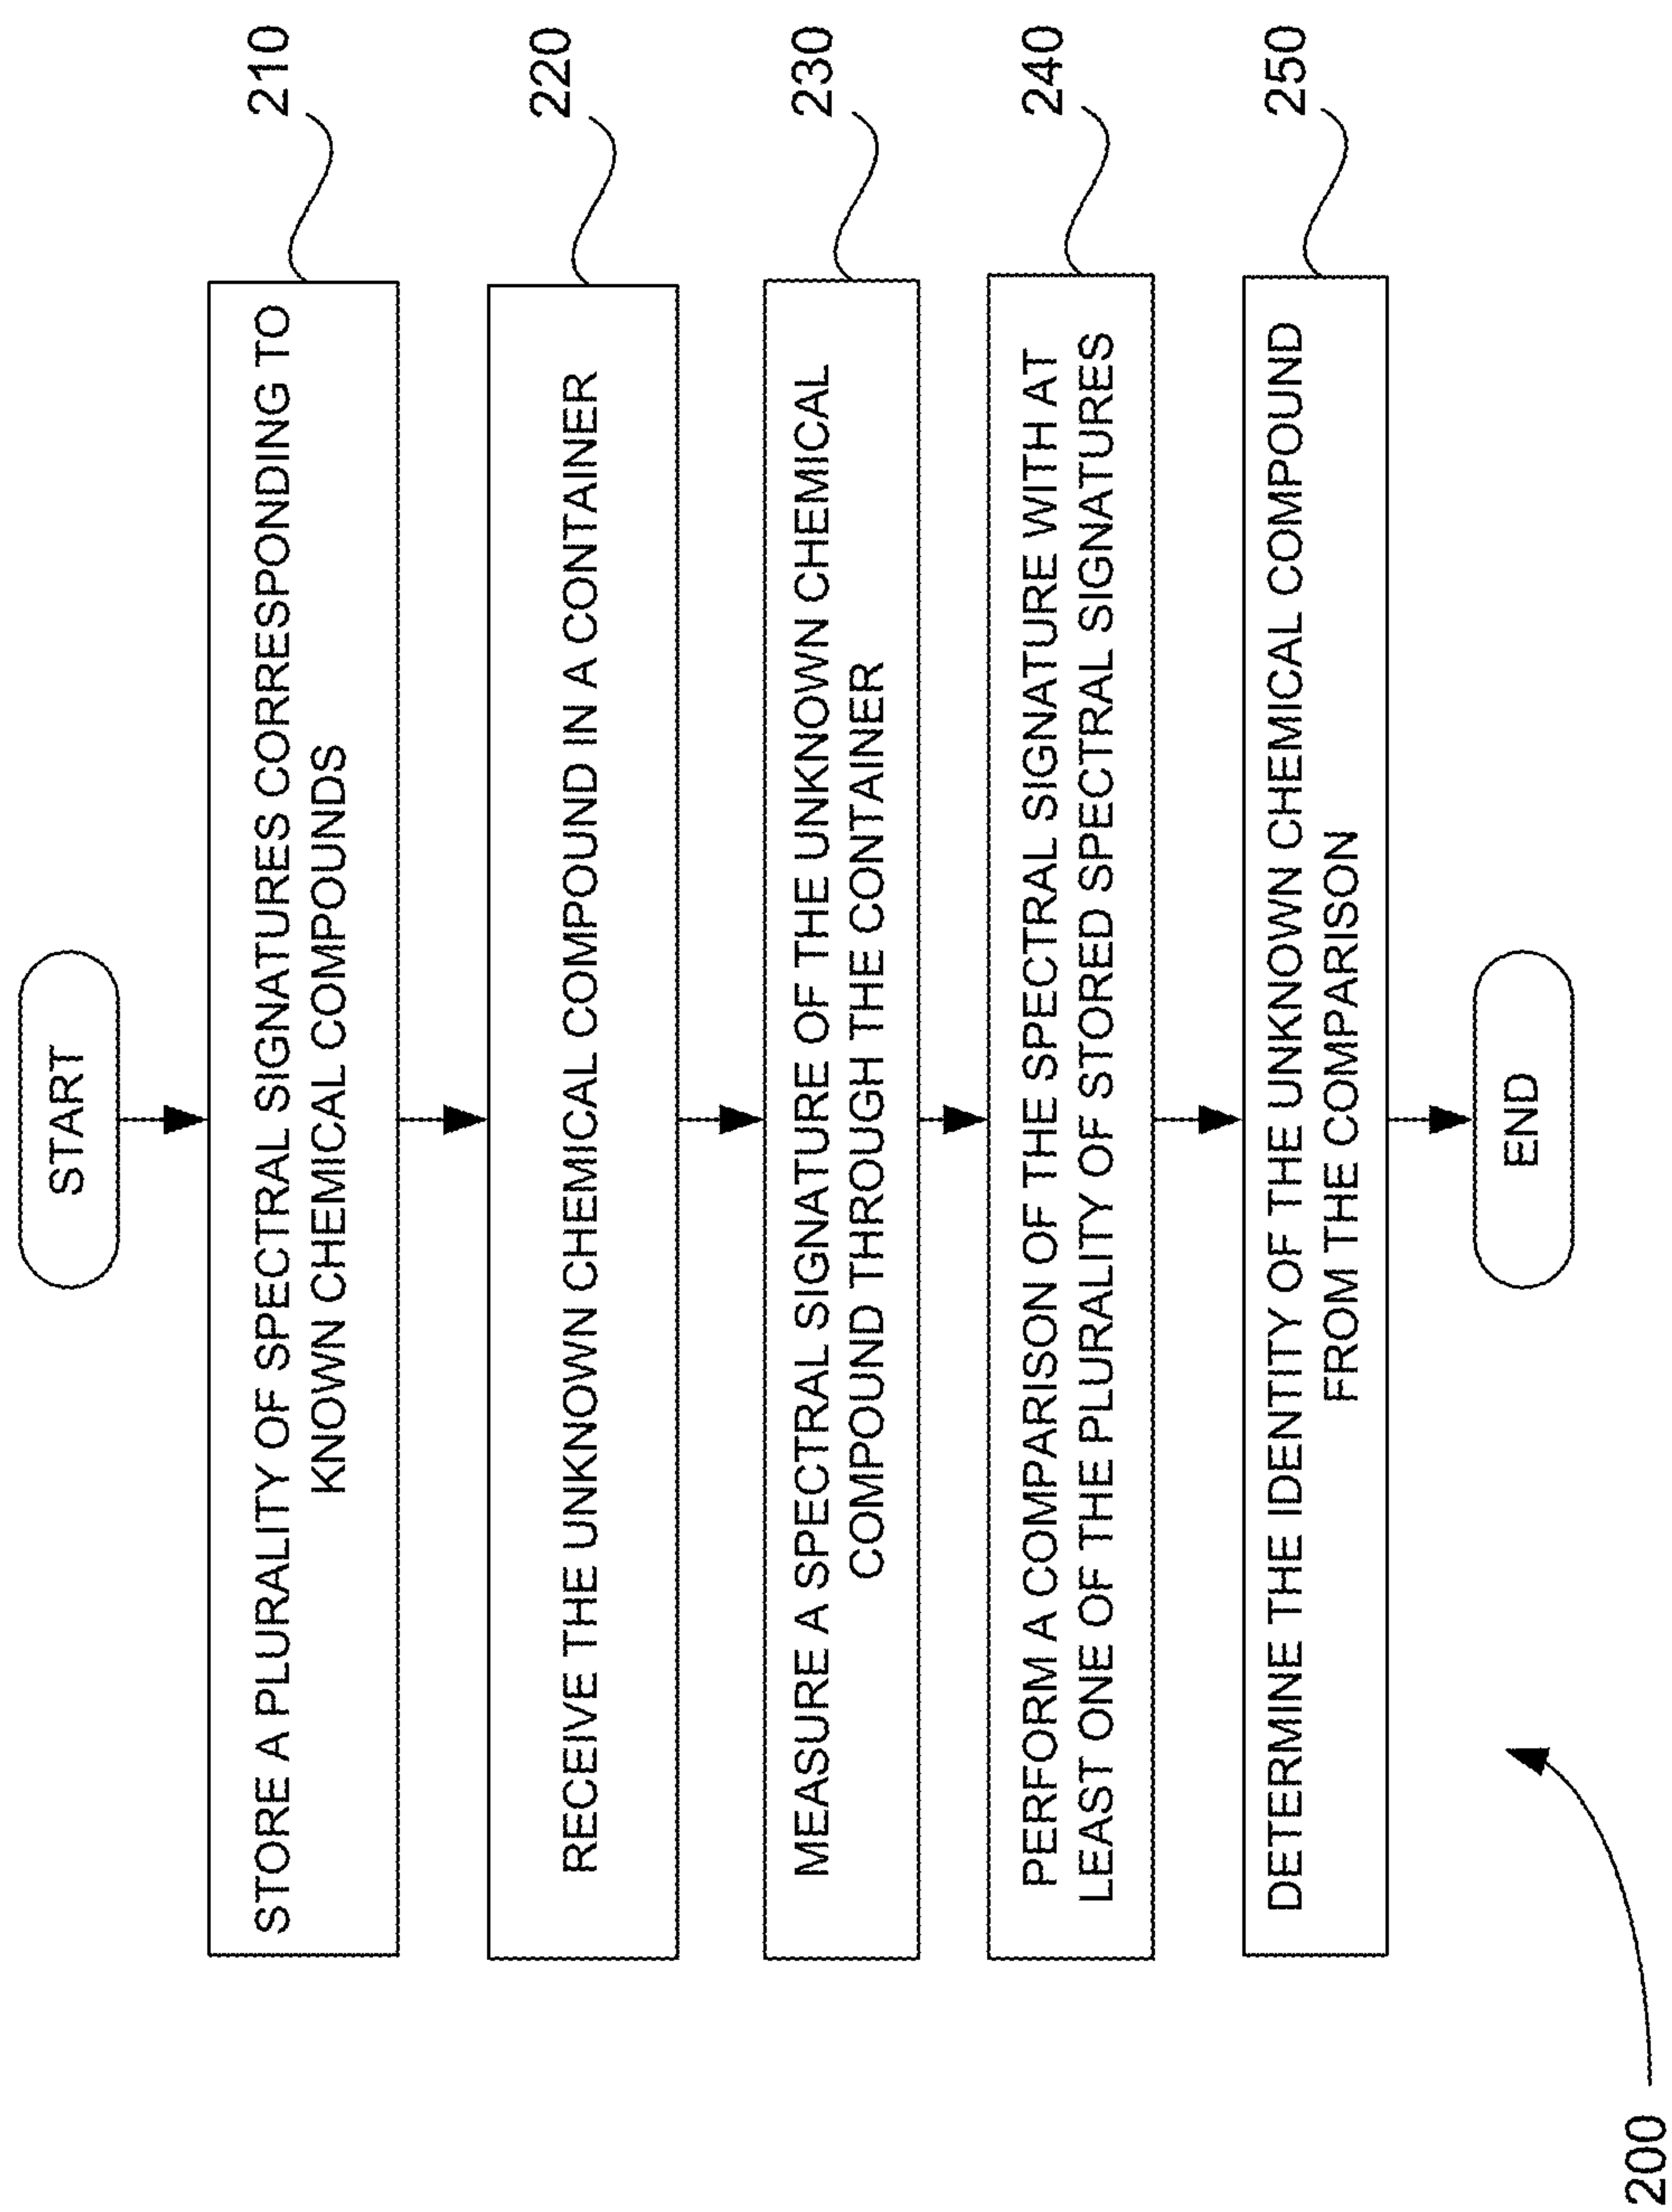 START
STORE A PLURALITY OF SPECTRAL SIGNATURES CORRESPONDING TO
KNOWN CHEMICAL COMPOUNDS
210
RECEIVE THE UNKNOWN CHEMICAL COMPOUND IN A CONTAINER
220
MEASURE A SPECTRAL SIGNATURE OF THE UNKNOWN CHEMICAL
COMPOUND THROUGH THE CONTAINER
230
PERFORM A COMPARISON OF THE SPECTRAL SIGNATURE WITH AT
LEAST ONE OF THE PLURALITY OF STORED SPECTRAL SIGNATURES
240
DETERMINE THE IDENTITY OF THE UNKNOWN CHEMICAL COMPOUND
FROM THE COMPARISON
250
END
200